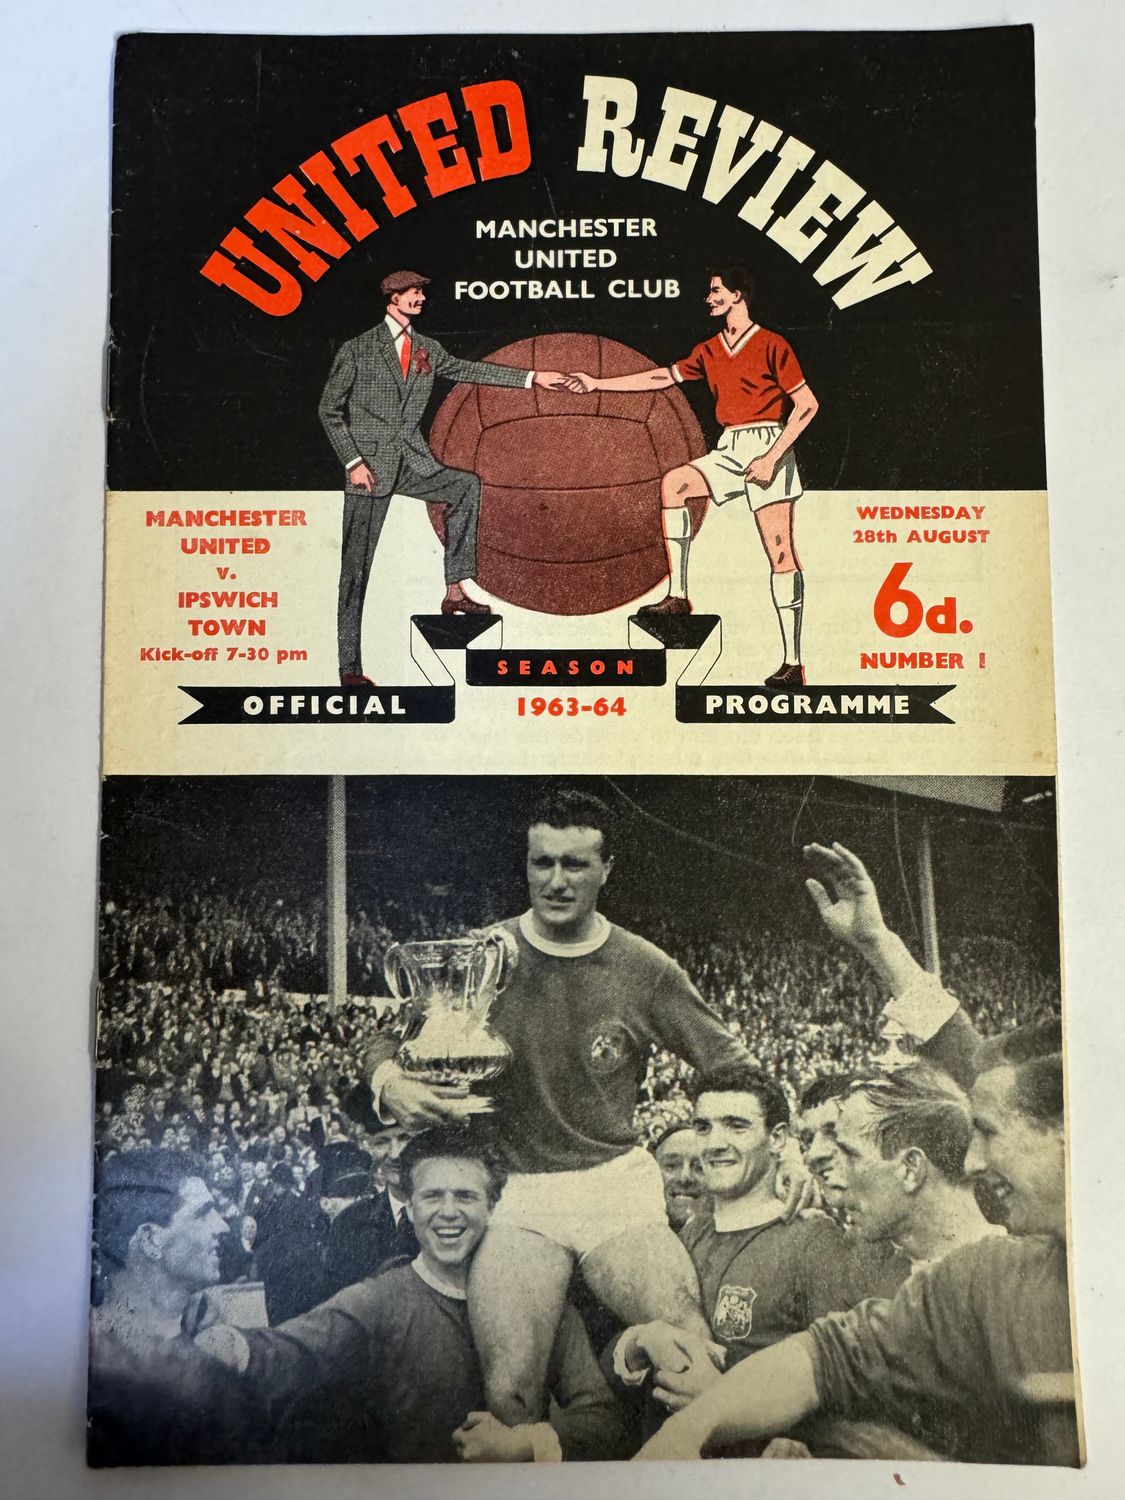 UNITED REVIEW
MANCHESTER
UNITED
FOOTBALL CLUB
MANCHESTER
UNITED
v.
IPSWICH
TOWN
Kick-off 7-30 pm
WEDNESDAY
28th AUGUST
6d.
NUMBER 1
SEASON
OFFICIAL
1963-64
PROGRAMME